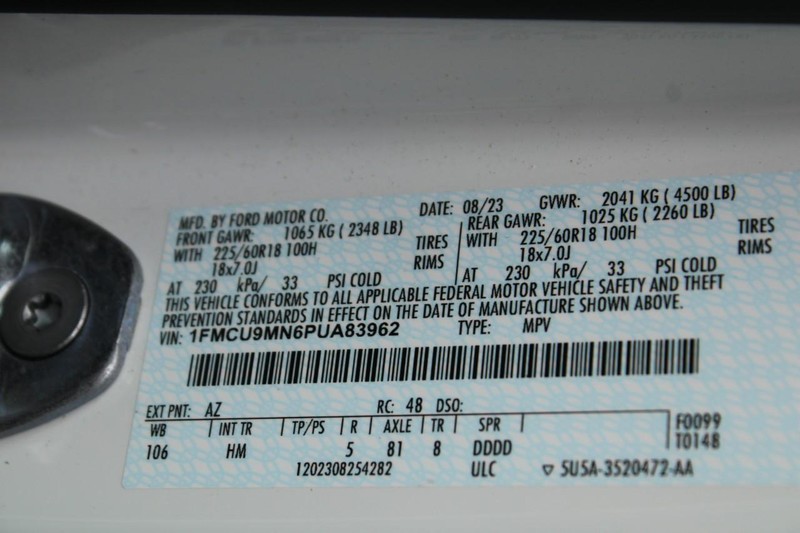 MFD. BY FORD MOTOR CO. DATE: 08/23 GVWR: 2041 KG ( 4500 LB)
FRONT GAWR: 1065 KG ( 2348 LB) REAR GAWR: 1025 KG ( 2260 LB)
WITH 225/60R18 100H TIRES WITH 225/60R18 100H TIRES
18x7.0J RIMS 18x7.0J RIMS
AT 230 kPa/ 33 PSI COLD AT 230 kPa/ 33 PSI COLD
THIS VEHICLE CONFORMS TO ALL APPLICABLE FEDERAL MOTOR VEHICLE SAFETY AND THEFT
PREVENTION STANDARDS IN EFFECT ON THE DATE OF MANUFACTURE SHOWN ABOVE.
VIN: 1FMCU9MN6PUA83962 TYPE: MPV
EXT PNT: AZ RC: 48 DSO:
WB | INT TR | TP/PS | R | AXLE | TR | SPR F0099
106 HM 5 81 8 DDDD T0148
1202308254282 ULC ▽ 5U5A-3520472-AA